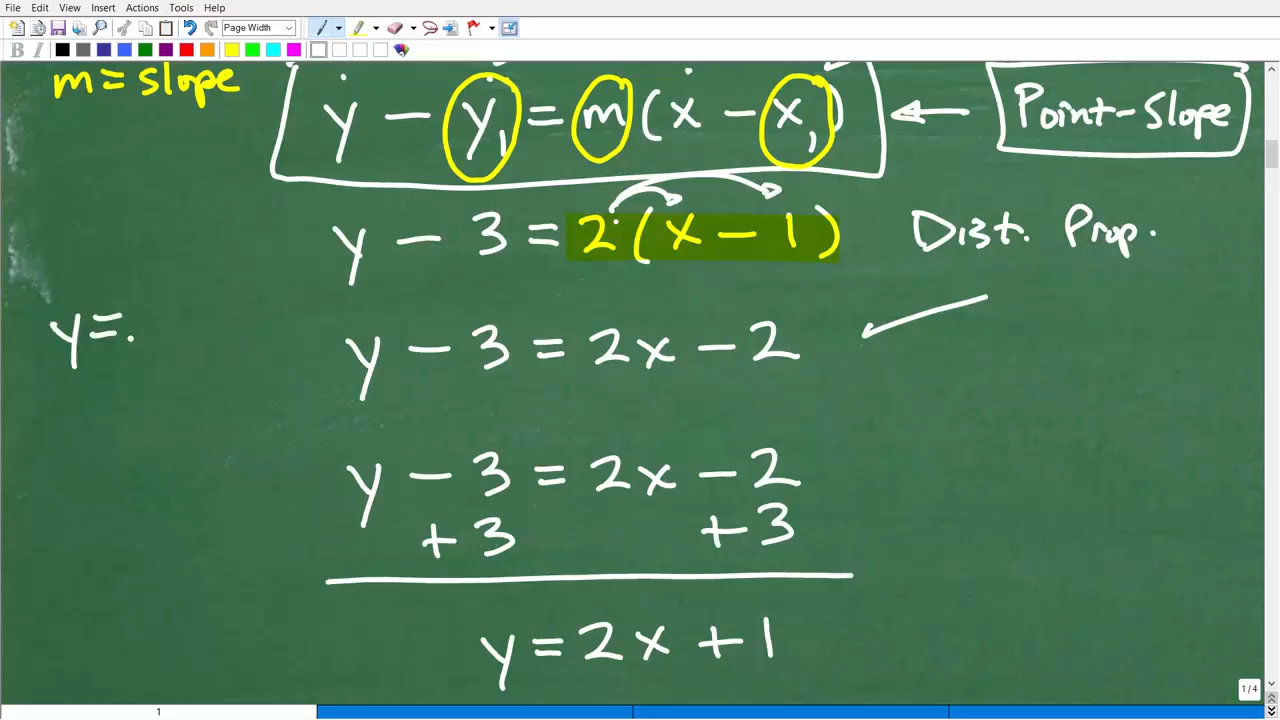 File Edit View Insert Actions Tools Help
Page Width
B I
m = slope
y - y₁ = m(x - x₁) Point-Slope
y - 3 = 2(x - 1) Dist. Prop.
y=. y - 3 = 2x - 2
y - 3 = 2x - 2
+3 +3
y = 2x + 1
1/4
1